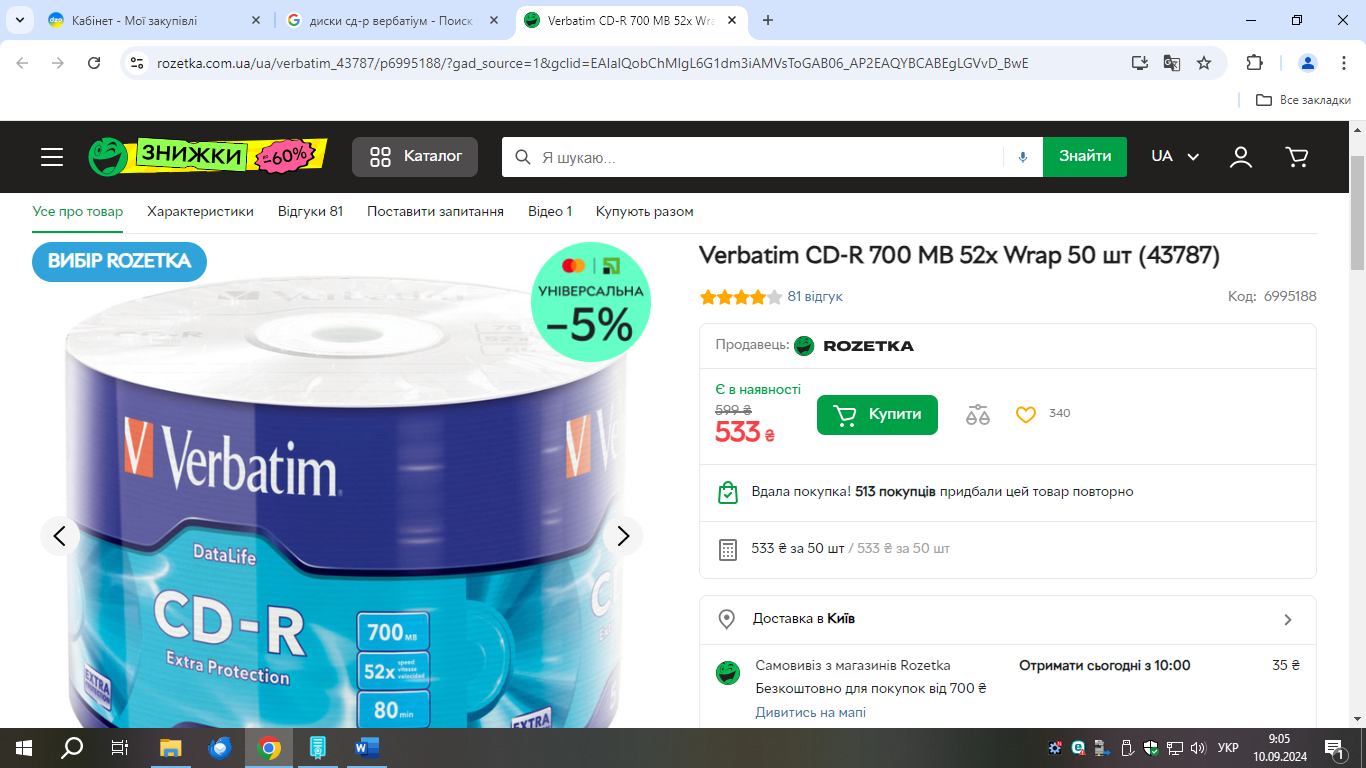 Кабінет - Мої закупівлі
диски сд-р вербатіум - Поиск
Verbatim CD-R 700 MB 52x Wra
rozetka.com.ua/ua/verbatim_43787/p6995188/?gad_source=1&gclid=EAIaIQobChMIgL6G1dm3iAMVsToGAB06_AP2EAQYBCABEgLGVvD_BwE
Все закладки
ЗНИЖКИ -60%
Каталог
Я шукаю...
Знайти
UA
Усе про товар
Характеристики
Відгуки 81
Поставити запитання
Відео 1
Купують разом
ВИБІР ROZETKA
УНІВЕРСАЛЬНА
-5%
Verbatim
DataLife
CD-R
Extra Protection
700 MB
52x speed vitesse velocidad
80 min
EXTRA PROTECTION
EXTRA
Verbatim CD-R 700 MB 52x Wrap 50 шт (43787)
81 відгук
Код: 6995188
Продавець: ROZETKA
Є в наявності
599 ₴
533 ₴
Купити
340
Вдала покупка! 513 покупців придбали цей товар повторно
533 ₴ за 50 шт / 533 ₴ за 50 шт
Доставка в Київ
Самовивіз з магазинів Rozetka
Отримати сьогодні з 10:00
35 ₴
Безкоштовно для покупок від 700 ₴
Дивитись на мапі
УКР
9:05
10.09.2024
1